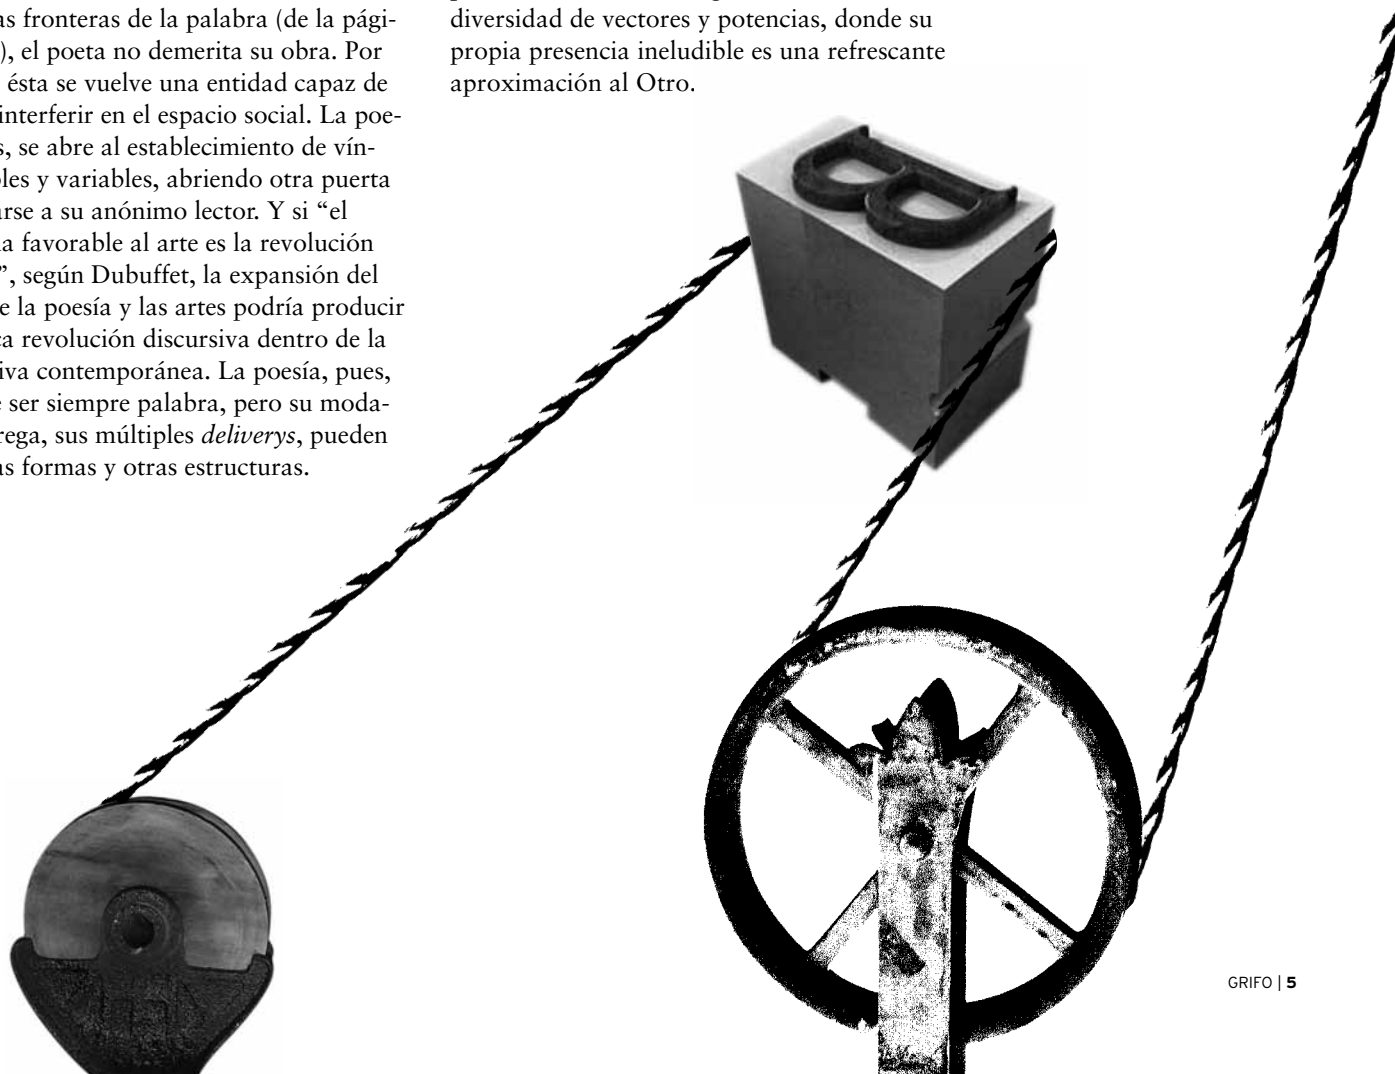 as fronteras de la palabra (de la pági-
), el poeta no demerita su obra. Por
ésta se vuelve una entidad capaz de
interferir en el espacio social. La poe-
s, se abre al establecimiento de vín-
les y variables, abriendo otra puerta
arse a su anónimo lector. Y si “el
a favorable al arte es la revolución
”, según Dubuffet, la expansión del
e la poesía y las artes podría producir
ca revolución discursiva dentro de la
iva contemporánea. La poesía, pues,
e ser siempre palabra, pero su moda-
rega, sus múltiples deliverys, pueden
as formas y otras estructuras.
diversidad de vectores y potencias, donde su
propia presencia ineludible es una refrescante
aproximación al Otro.
B
GRIFO | 5